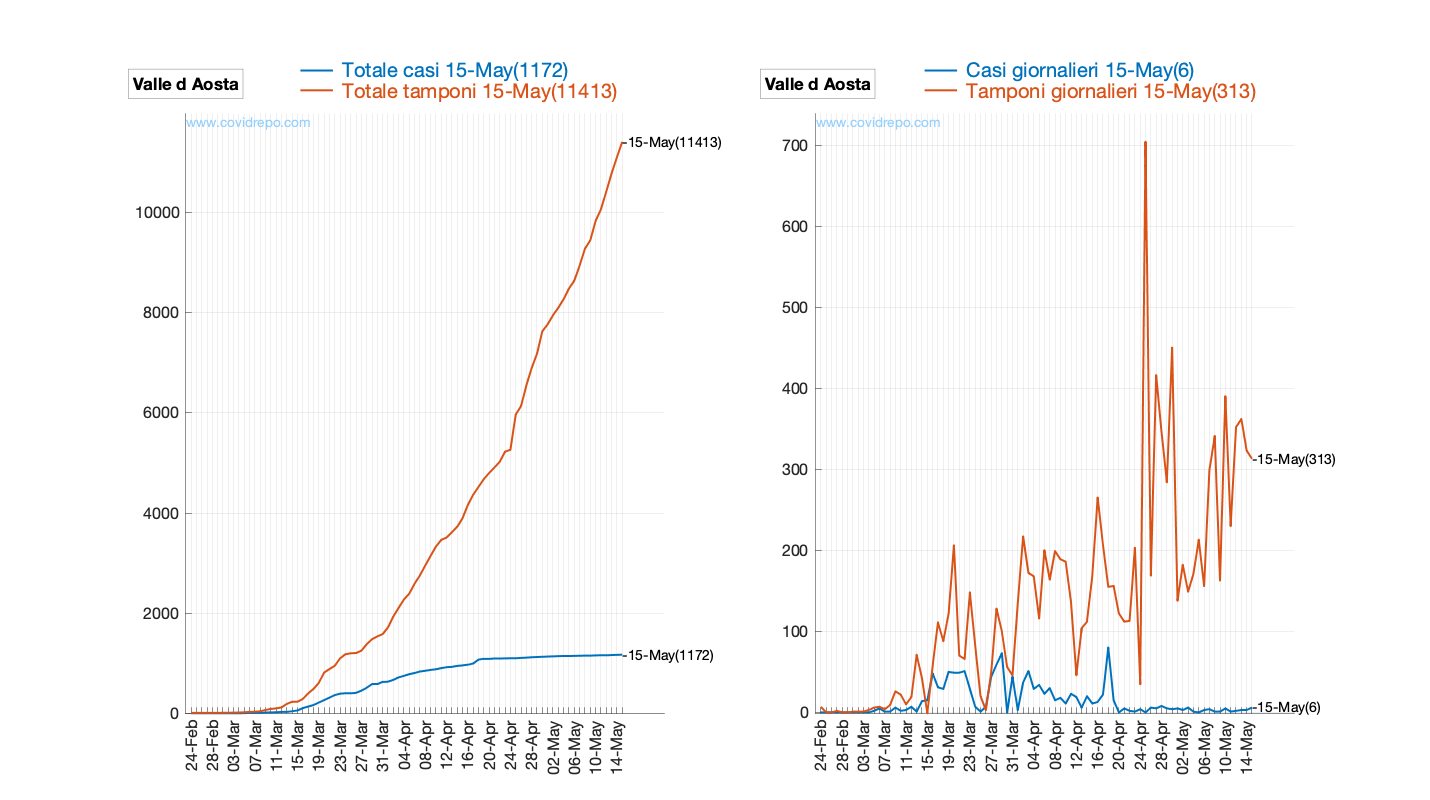 Valle d Aosta
Totale casi 15-May(1172)
Totale tamponi 15-May(11413)
www.covidrepo.com
15-May(11413)
10000
8000
6000
4000
2000
0
15-May(1172)
24-Feb
28-Feb
03-Mar
07-Mar
11-Mar
15-Mar
19-Mar
23-Mar
27-Mar
31-Mar
04-Apr
08-Apr
12-Apr
16-Apr
20-Apr
24-Apr
28-Apr
02-May
06-May
10-May
14-May
Valle d Aosta
Casi giornalieri 15-May(6)
Tamponi giornalieri 15-May(313)
www.covidrepo.com
700
600
500
400
300
200
100
0
15-May(313)
15-May(6)
24-Feb
28-Feb
03-Mar
07-Mar
11-Mar
15-Mar
19-Mar
23-Mar
27-Mar
31-Mar
04-Apr
08-Apr
12-Apr
16-Apr
20-Apr
24-Apr
28-Apr
02-May
06-May
10-May
14-May